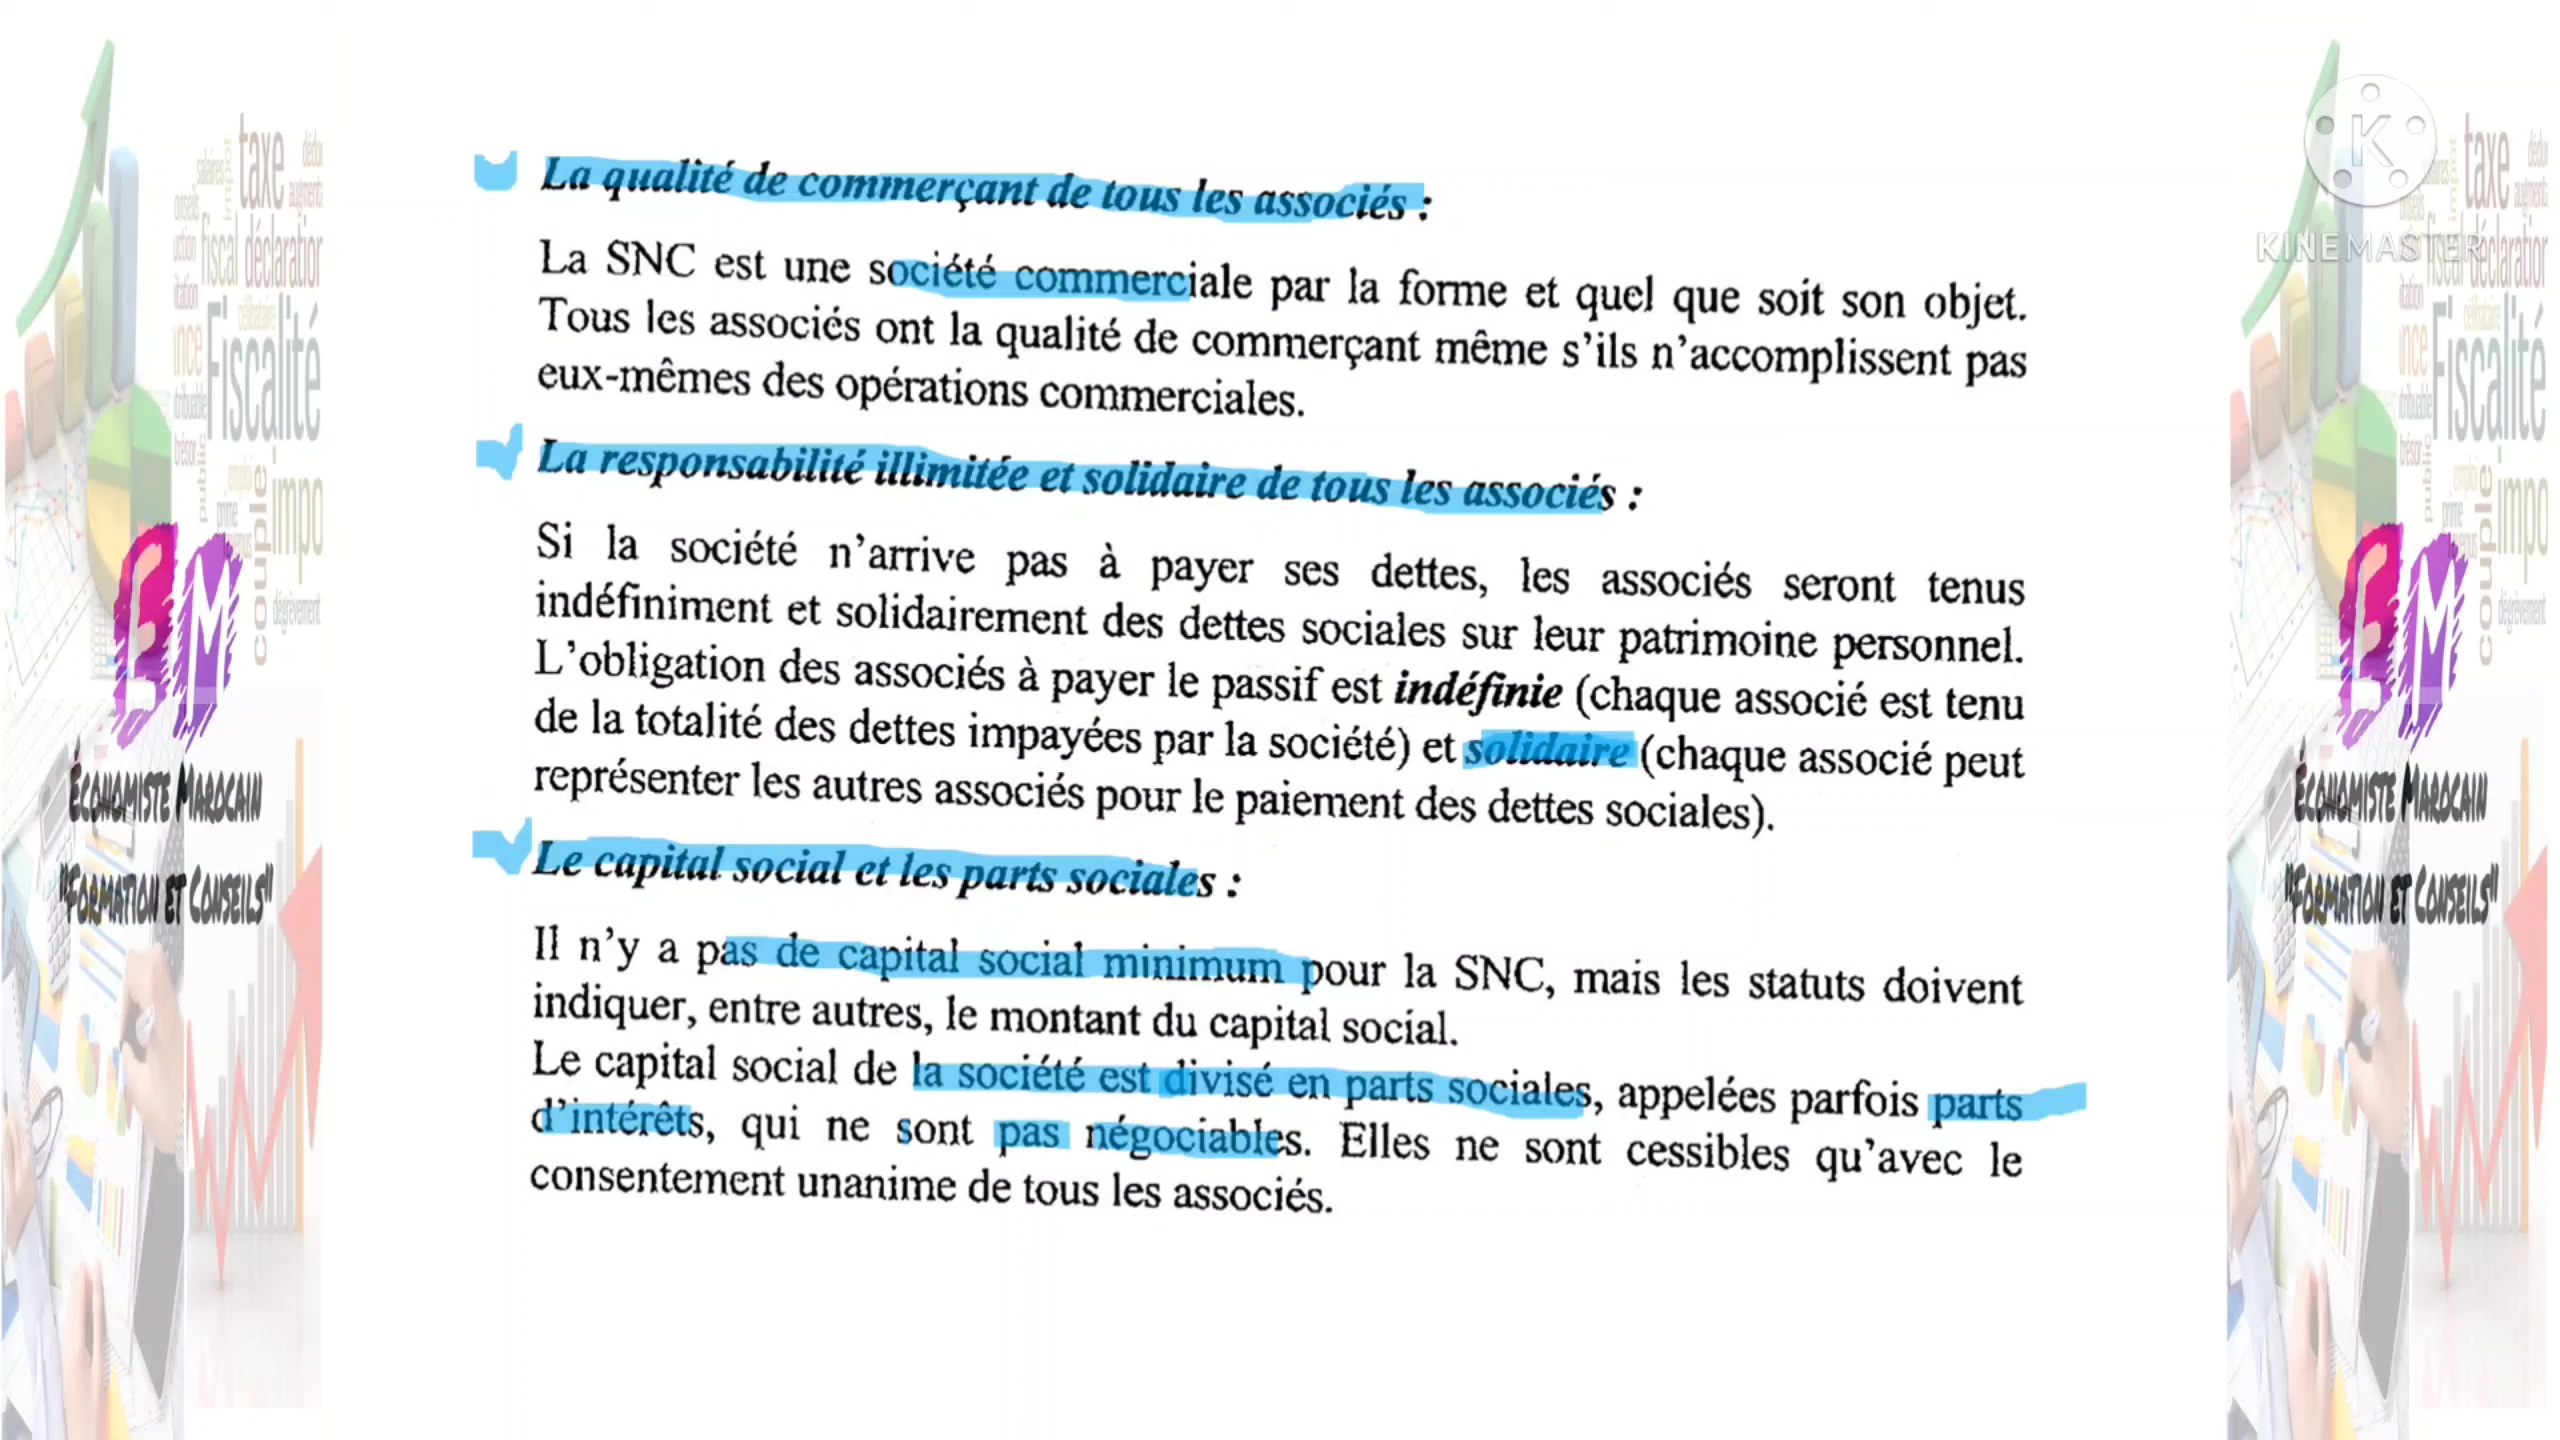 La qualité de commerçant de tous les associés :
La SNC est une société commerciale par la forme et quel que soit son objet.
Tous les associés ont la qualité de commerçant même s’ils n’accomplissent pas
eux-mêmes des opérations commerciales.
La responsabilité illimitée et solidaire de tous les associés :
Si la société n’arrive pas à payer ses dettes, les associés seront tenus
indéfiniment et solidairement des dettes sociales sur leur patrimoine personnel.
L’obligation des associés à payer le passif est indéfinie (chaque associé est tenu
de la totalité des dettes impayées par la société) et solidaire (chaque associé peut
représenter les autres associés pour le paiement des dettes sociales).
Le capital social et les parts sociales :
Il n’y a pas de capital social minimum pour la SNC, mais les statuts doivent
indiquer, entre autres, le montant du capital social.
Le capital social de la société est divisé en parts sociales, appelées parfois parts
d’intérêts, qui ne sont pas négociables. Elles ne sont cessibles qu’avec le
consentement unanime de tous les associés.
taxe
fiscal déclaration
Fiscalité
couple
impo
dégrèvement
EM
Économiste Marocain
"Formation et Conseils"
K
KINEMASTER
taxe
fiscal déclaration
Fiscalité
couple
impo
dégrèvement
EM
Économiste Marocain
"Formation et Conseils"